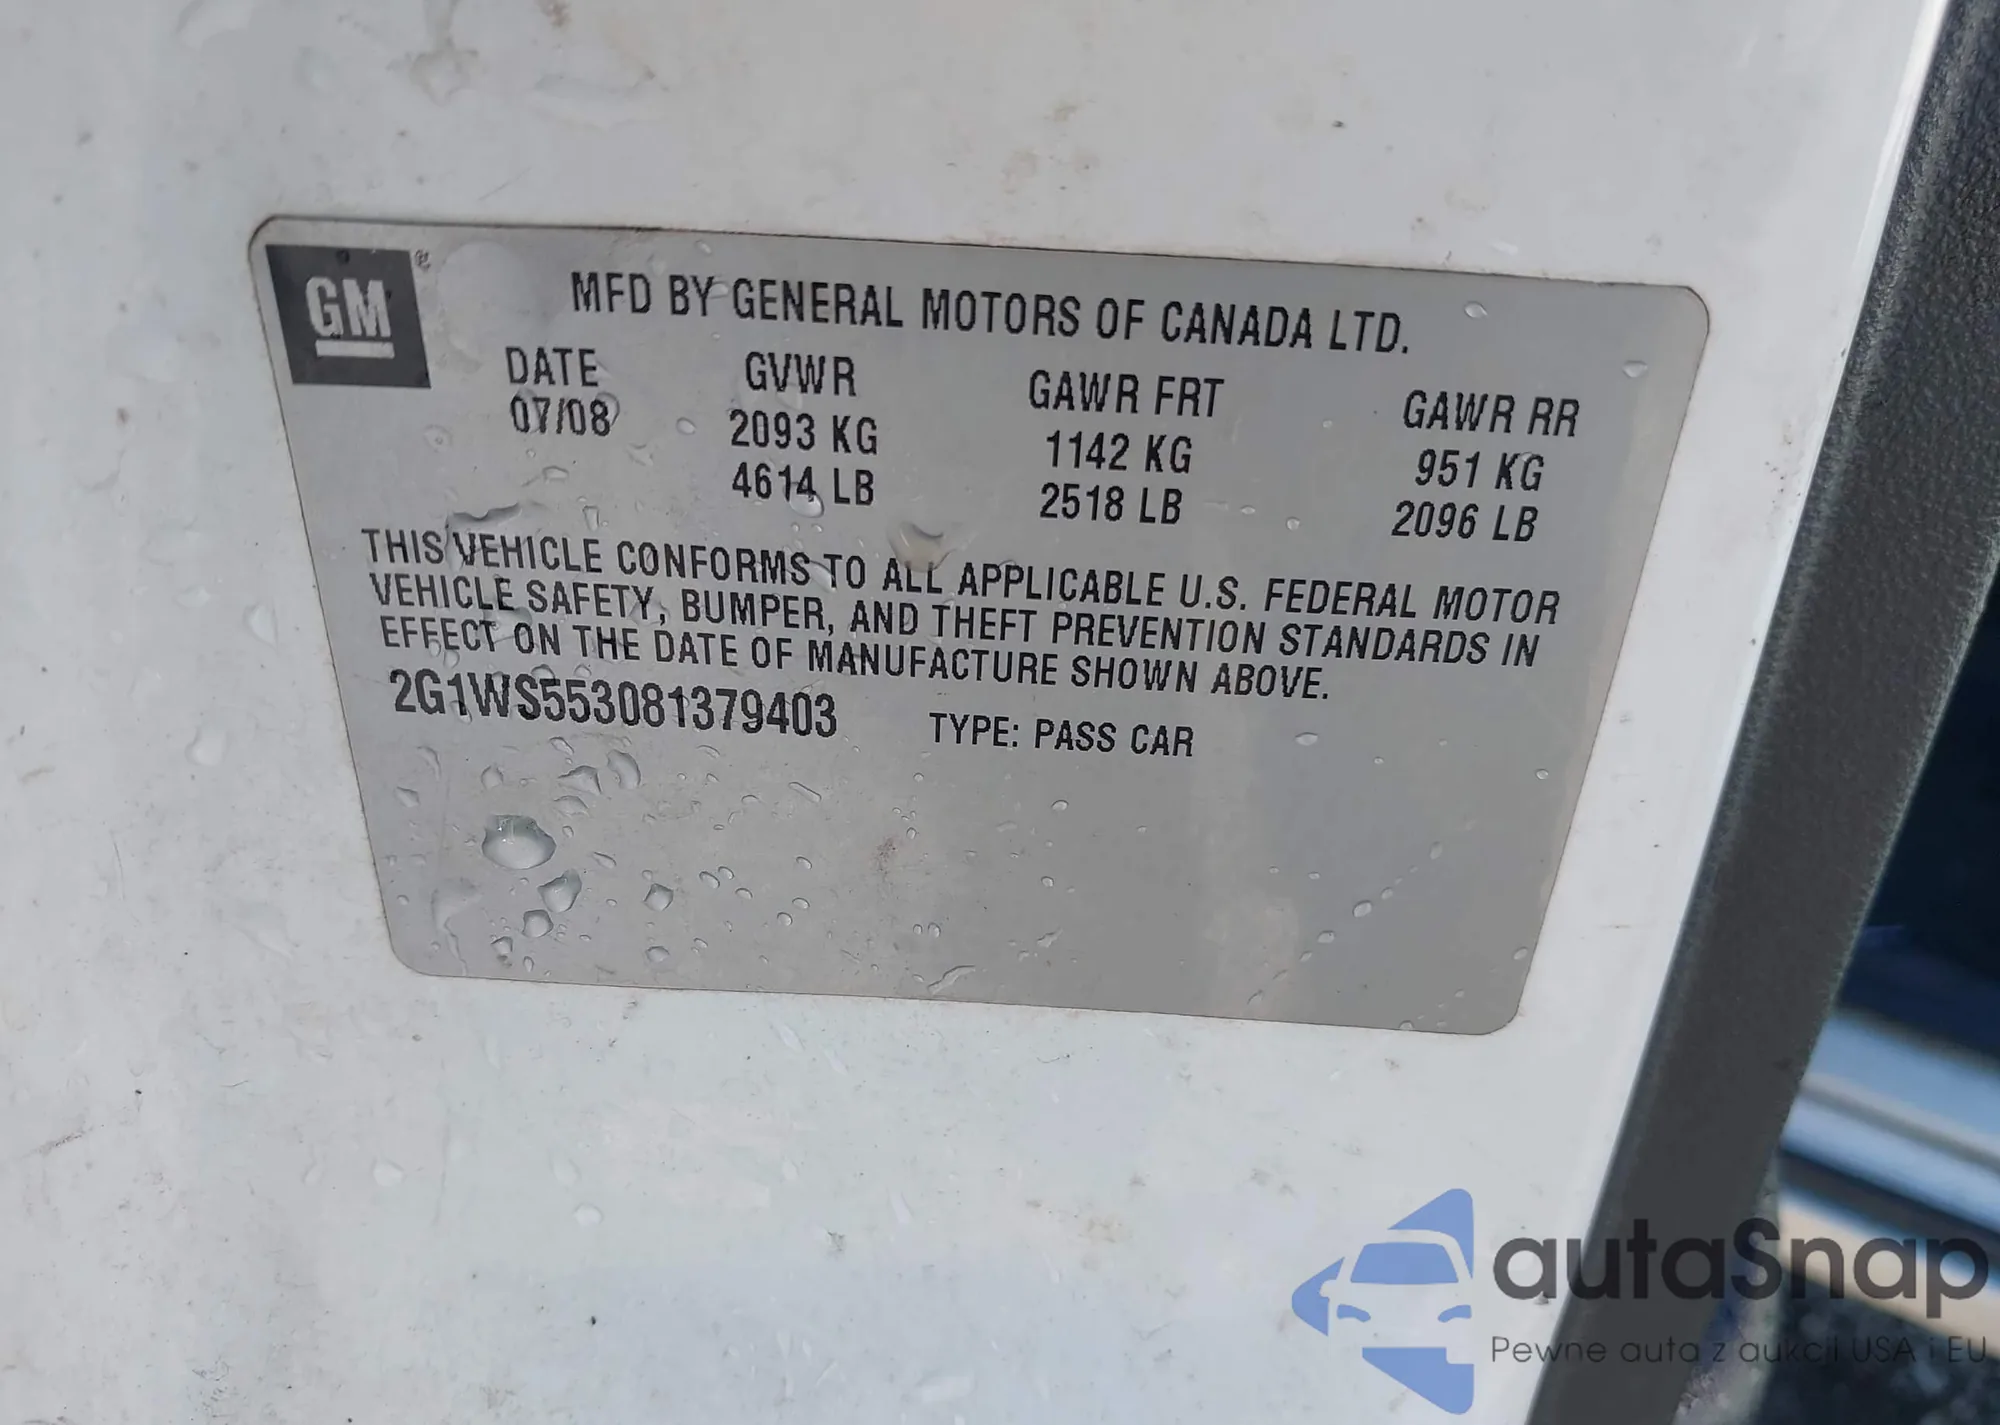 GM®
MFD BY GENERAL MOTORS OF CANADA LTD.
DATE GVWR GAWR FRT GAWR RR
07/08 2093 KG 1142 KG 951 KG
4614 LB 2518 LB 2096 LB
THIS VEHICLE CONFORMS TO ALL APPLICABLE U.S. FEDERAL MOTOR
VEHICLE SAFETY, BUMPER, AND THEFT PREVENTION STANDARDS IN
EFFECT ON THE DATE OF MANUFACTURE SHOWN ABOVE.
2G1WS553081379403 TYPE: PASS CAR
autaSnap
Pewne auta z aukcji USA i EU